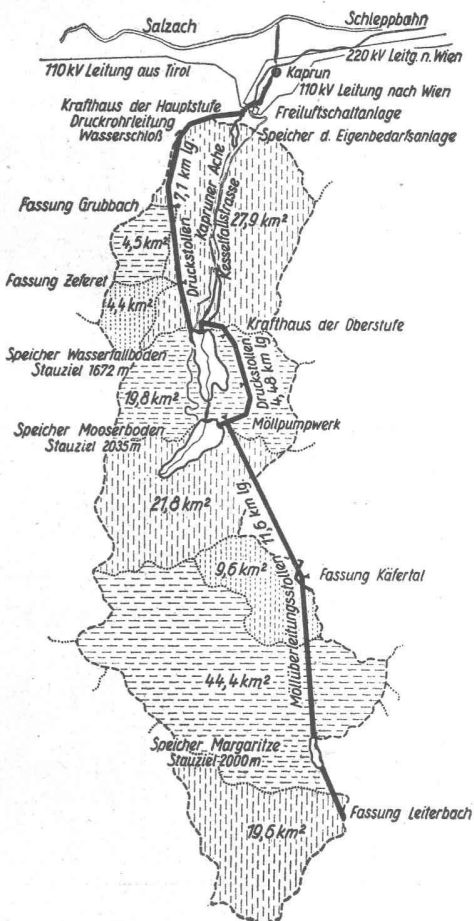 Salzach
Schleppbahn
220 kV Leitg. n. Wien
110 kV Leitung aus Tirol
Kaprun
110 kV Leitung nach Wien
Krafthaus der Hauptstufe
Druckrohrleitung
Wasserschloß
Freiluftschaltanlage
Speicher d. Eigenbedarfsanlage
Druckstollen 7,1 km lg
Kapruner Ache
Kesselfallstrasse
27,9 km²
Fassung Grubbach
4,5 km²
Fassung Zeferet
4,4 km²
Krafthaus der Oberstufe
Speicher Wasserfallboden
Stauziel 1672 m
Druckstollen
4,48 km lg
19,8 km²
Speicher Mooserboden
Stauziel 2035 m
Möllpumpwerk
21,8 km²
Möllüberleitungsstollen 11,6 km lg.
9,6 km²
Fassung Käfertal
44,4 km²
Speicher Margaritze
Stauziel 2000 m
Fassung Leiterbach
19,6 km²